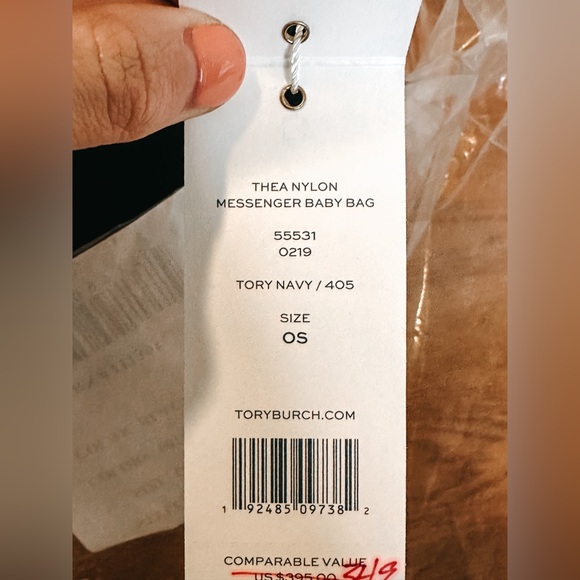 THEA NYLON
MESSENGER BABY BAG
55531
0219
TORY NAVY / 405
SIZE
OS
TORYBURCH.COM
1 92485 09738 2
COMPARABLE VALUE
US $395.00